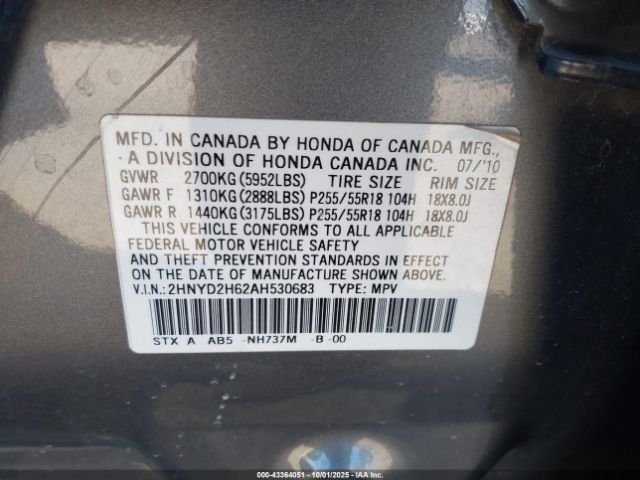 MFD. IN CANADA BY HONDA OF CANADA MFG.,
A DIVISION OF HONDA CANADA INC. 07/'10
GVWR 2700KG(5952LBS) TIRE SIZE RIM SIZE
GAWR F 1310KG(2888LBS) P255/55R18 104H 18X8.0J
GAWR R 1440KG(3175LBS) P255/55R18 104H 18X8.0J
THIS VEHICLE CONFORMS TO ALL APPLICABLE
FEDERAL MOTOR VEHICLE SAFETY
AND THEFT PREVENTION STANDARDS IN EFFECT
ON THE DATE OF MANUFACTURE SHOWN ABOVE.
V.I.N.: 2HNYD2H62AH530683 TYPE: MPV
STX A AB5 -NH737M -B -00
000-43364051 | 10/01/2025 | IAAI.COM